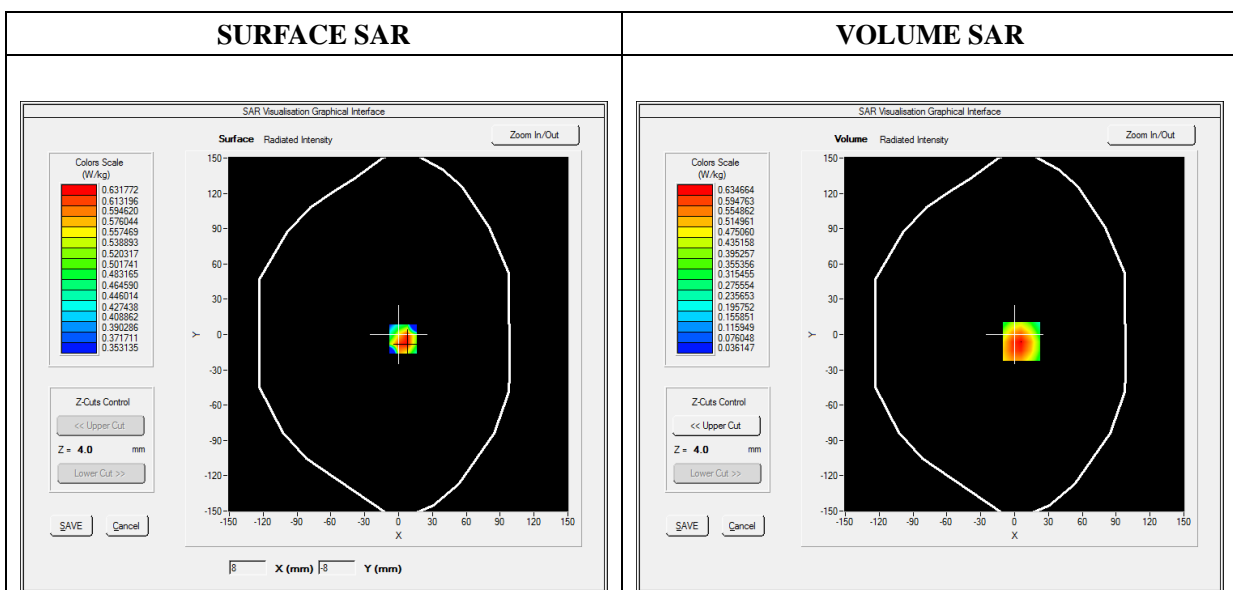 SURFACE SAR
VOLUME SAR
SAR Visualisation Graphical Interface
Surface Radiated Intensity
Zoom In/Out
Colors Scale
(W/kg)
0.631772
0.613196
0.594620
0.576044
0.557469
0.538893
0.520317
0.501741
0.483165
0.464590
0.446014
0.427438
0.408862
0.390286
0.371711
0.353135
150
120
90
60
30
0
-30
-60
-90
-120
-150
Y
-150 -120 -90 -60 -30 0 30 60 90 120 150
X
Z-Cuts Control
<< Upper Cut
Z = 4.0 mm
Lower Cut >>
SAVE Cancel
8 X (mm) -8 Y (mm)
SAR Visualisation Graphical Interface
Volume Radiated Intensity
Zoom In/Out
Colors Scale
(W/kg)
0.634664
0.594763
0.554862
0.514961
0.475060
0.435158
0.395257
0.355356
0.315455
0.275554
0.235653
0.195752
0.155851
0.115949
0.076048
0.036147
150
120
90
60
30
0
-30
-60
-90
-120
-150
Y
-150 -120 -90 -60 -30 0 30 60 90 120 150
X
Z-Cuts Control
<< Upper Cut
Z = 4.0 mm
Lower Cut >>
SAVE Cancel